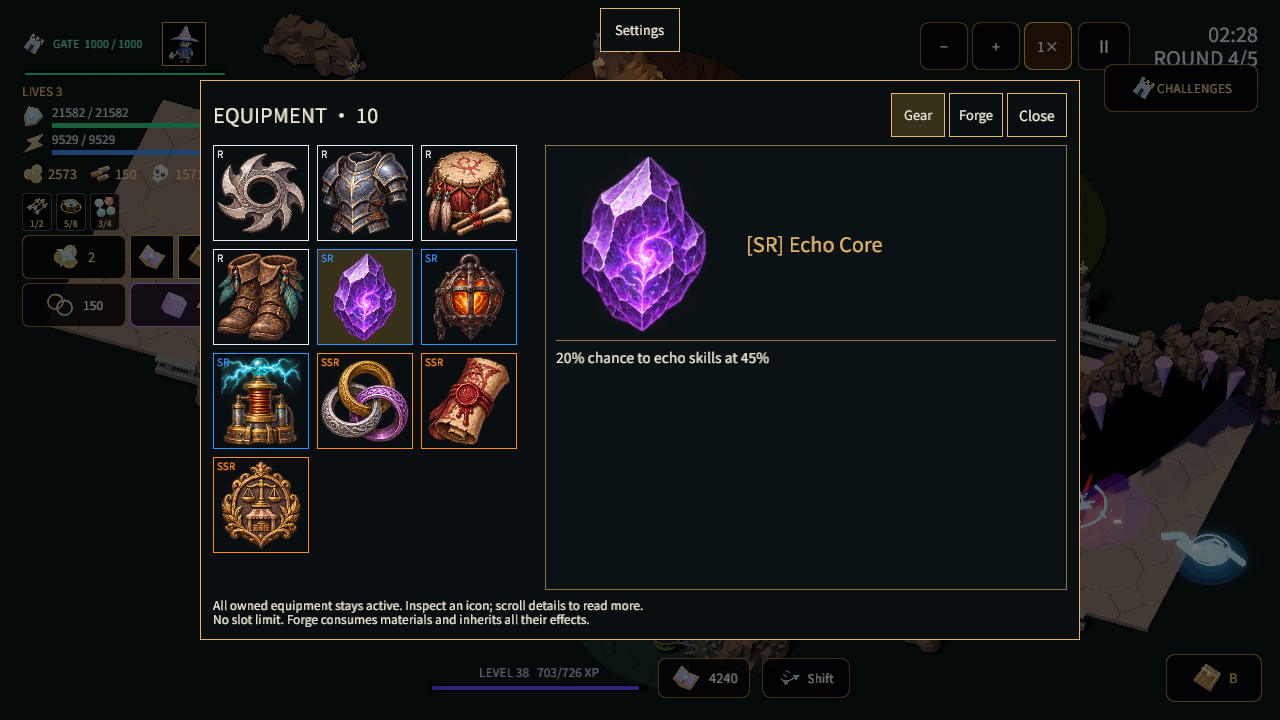 Settings
GATE 1000 / 1000
− + 1× II
02:28
ROUND 4/5
CHALLENGES
LIVES 3
21582 / 21582
9529 / 9529
2573 150 157
1/2 5/8 3/4
2
150
EQUIPMENT • 10
Gear Forge Close
R R R
R SR SR
SR SSR SSR
SSR
[SR] Echo Core
20% chance to echo skills at 45%
All owned equipment stays active. Inspect an icon; scroll details to read more.
No slot limit. Forge consumes materials and inherits all their effects.
LEVEL 38 703/726 XP
4240
Shift
B